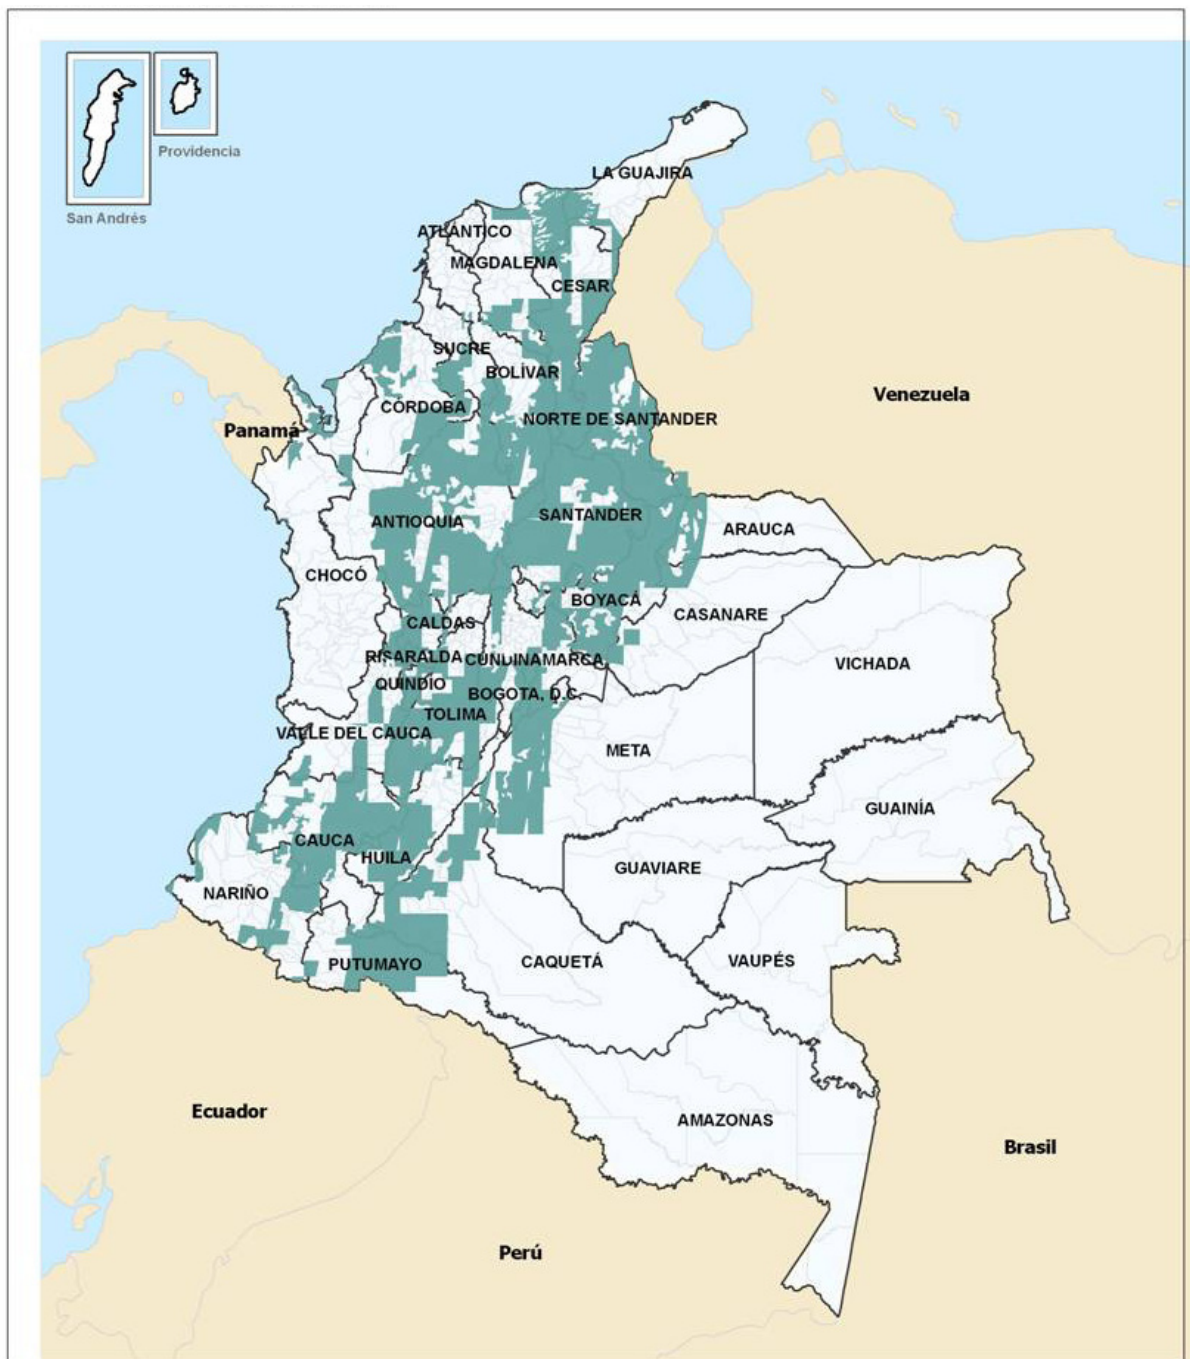 Providencia
San Andrés
LA GUAJIRA
ATLÁNTICO
MAGDALENA
CESAR
SUCRE
BOLÍVAR
Venezuela
CÓRDOBA
NORTE DE SANTANDER
Panamá
SANTANDER
ANTIOQUIA
ARAUCA
CHOCÓ
BOYACÁ
CASANARE
CALDAS
RISARALDA
CUNDINAMARCA
VICHADA
QUINDIO
BOGOTA, D.C.
TOLIMA
VALLE DEL CAUCA
META
GUAINÍA
CAUCA
HUILA
GUAVIARE
NARIÑO
PUTUMAYO
CAQUETÁ
VAUPÉS
Ecuador
AMAZONAS
Brasil
Perú